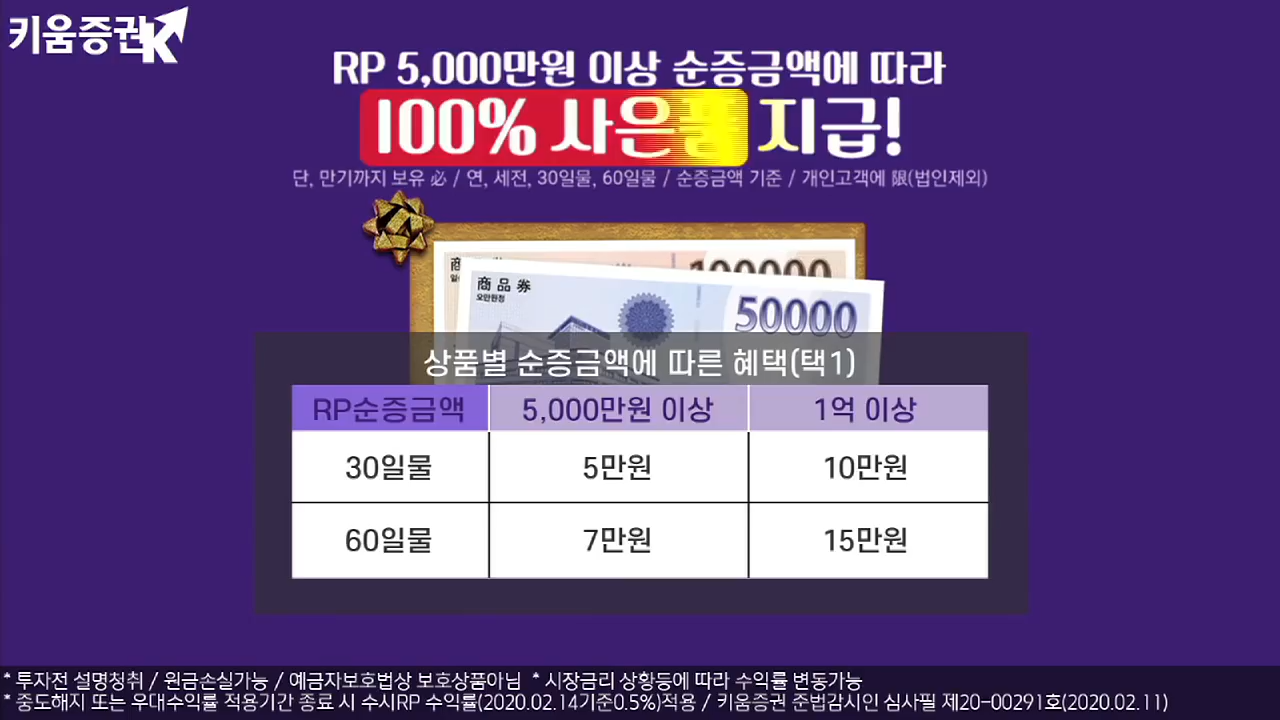 키움증권K
RP 5,000만원 이상 순증금액에 따라
100% 사은품 지급!
단, 만기까지 보유 必 / 연, 세전, 30일물, 60일물 / 순증금액 기준 / 개인고객에 限(법인제외)
100000
商品券
오만원정
50000
상품별 순증금액에 따른 혜택(택1)
RP순증금액 5,000만원 이상 1억 이상
30일물 5만원 10만원
60일물 7만원 15만원
* 투자전 설명청취 / 원금손실가능 / 예금자보호법상 보호상품아님 * 시장금리 상황등에 따라 수익률 변동가능
* 중도해지 또는 우대수익률 적용기간 종료 시 수시RP 수익률(2020.02.14기준0.5%)적용 / 키움증권 준법감시인 심사필 제20-00291호(2020.02.11)